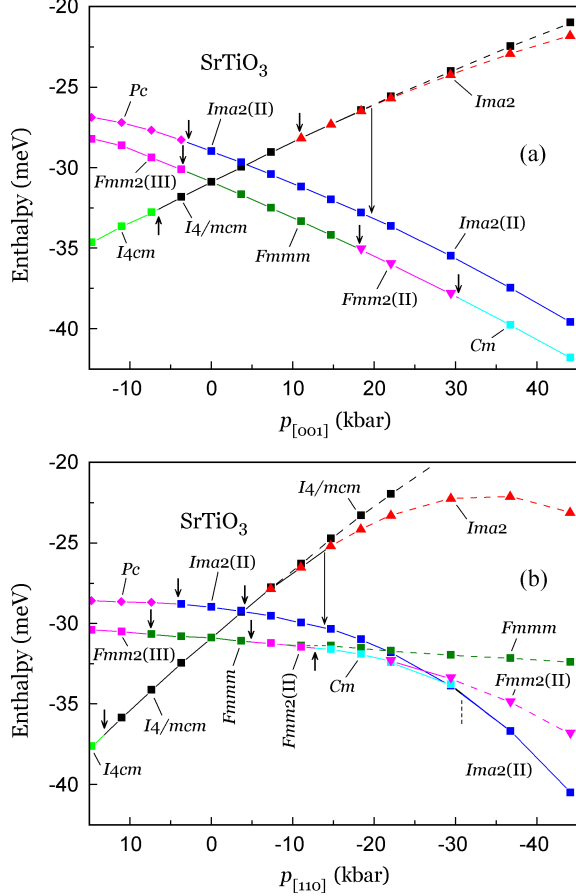 -20
(a)
SrTiO3
-25
Pc
Ima2(II)
Ima2
-30
Fmm2(III)
I4cm
I4/mcm
Fmmm
Ima2(II)
-35
Fmm2(II)
-40
Cm
Enthalpy (meV)
-10 0 10 20 30 40
p[001] (kbar)
-20
I4/mcm
SrTiO3
Ima2
-25
(b)
Pc
Ima2(II)
-30
Fmm2(III)
Fmmm
Fmm2(II)
Cm
Fmmm
Fmm2(II)
I4/mcm
-35
I4cm
Ima2(II)
-40
Enthalpy (meV)
10 0 -10 -20 -30 -40
p[110] (kbar)